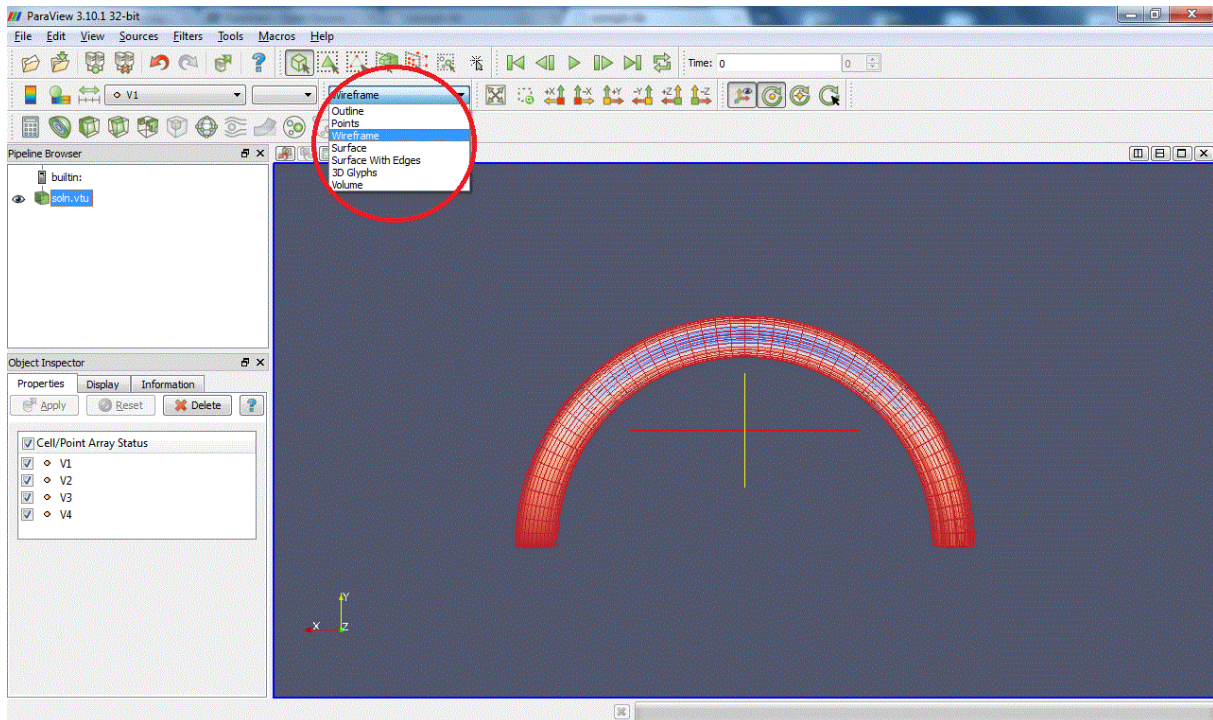 ParaView 3.10.1 32-bit
File Edit View Sources Filters Tools Macros Help
Time: 0 0
V1 Wireframe
+X -X +Y -Y +Z -Z
Outline
Points
Wireframe
Surface
Surface With Edges
3D Glyphs
Volume
Pipeline Browser
builtin:
soln.vtu
Object Inspector
Properties Display Information
Apply Reset Delete ?
Cell/Point Array Status
V1
V2
V3
V4
Y
X Z